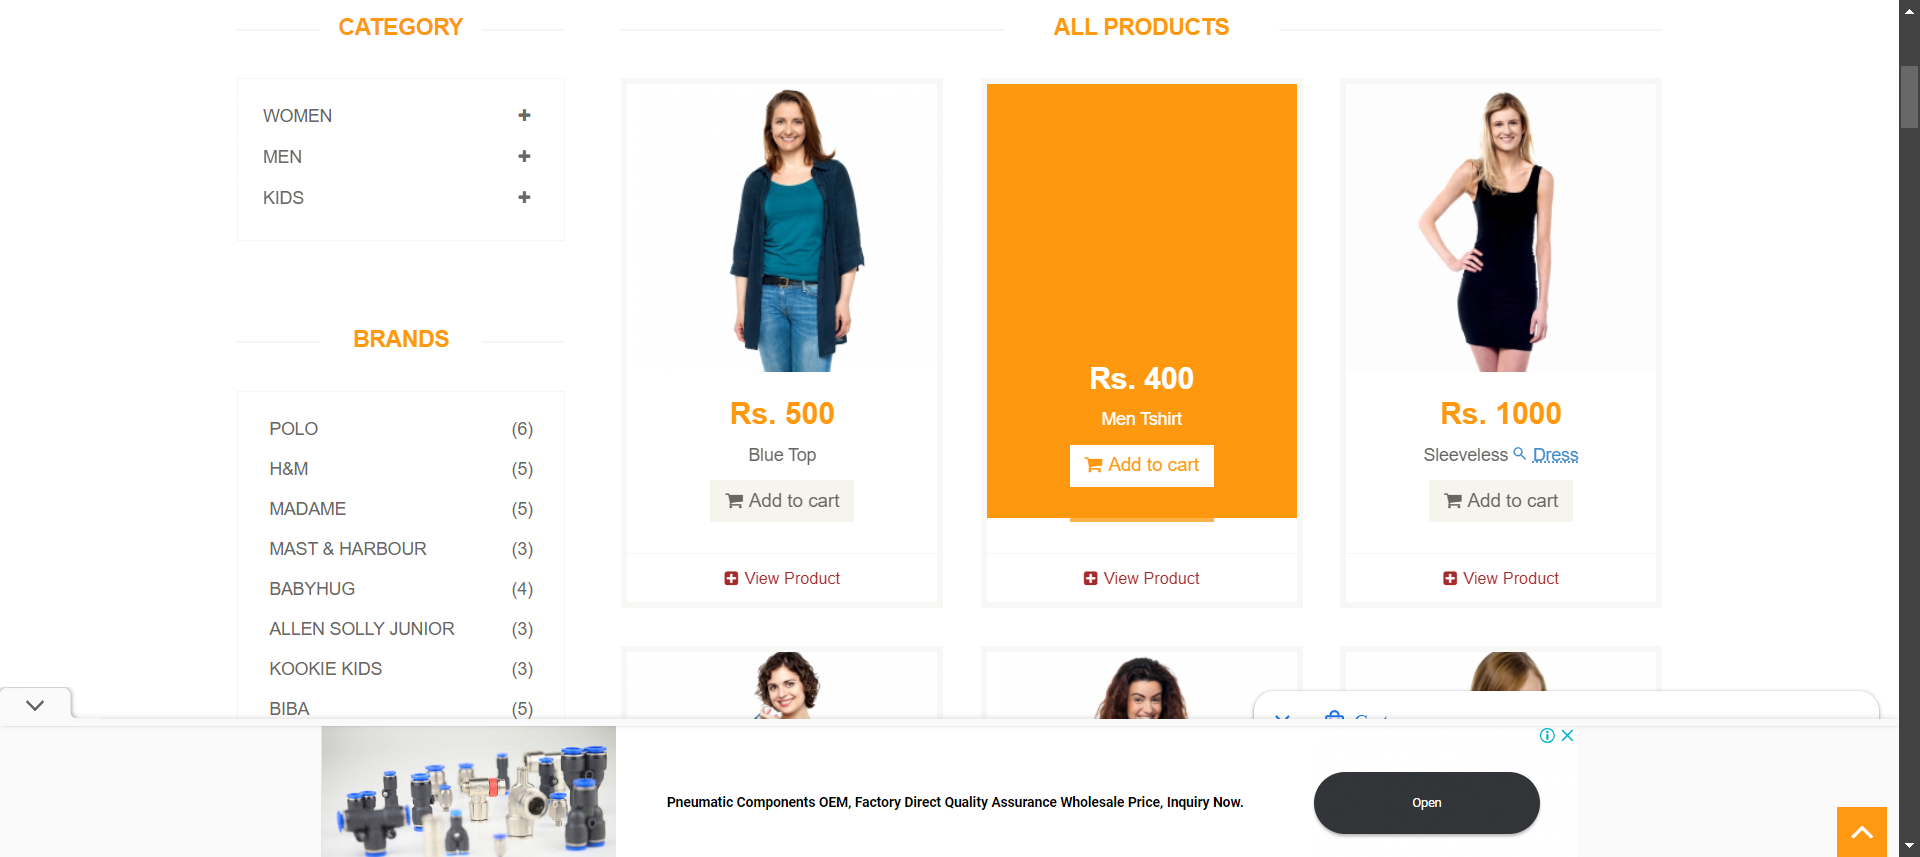 CATEGORY
WOMEN
MEN
KIDS
BRANDS
POLO (6)
H&M (5)
MADAME (5)
MAST & HARBOUR (3)
BABYHUG (4)
ALLEN SOLLY JUNIOR (3)
KOOKIE KIDS (3)
BIBA (5)
ALL PRODUCTS
Rs. 500
Blue Top
Add to cart
View Product
Rs. 400
Men Tshirt
Add to cart
View Product
Rs. 1000
Sleeveless Dress
Add to cart
View Product
Pneumatic Components OEM, Factory Direct Quality Assurance Wholesale Price, Inquiry Now.
Open